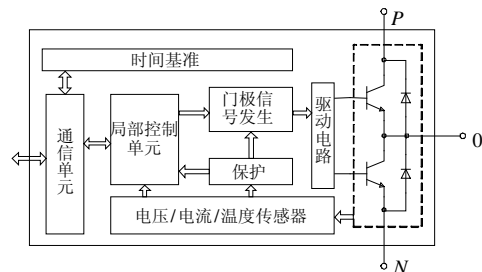 P
时间基准
通信单元
局部控制
单元
门极信
号发生
驱动电路
0
保护
电压/电流/温度传感器
N